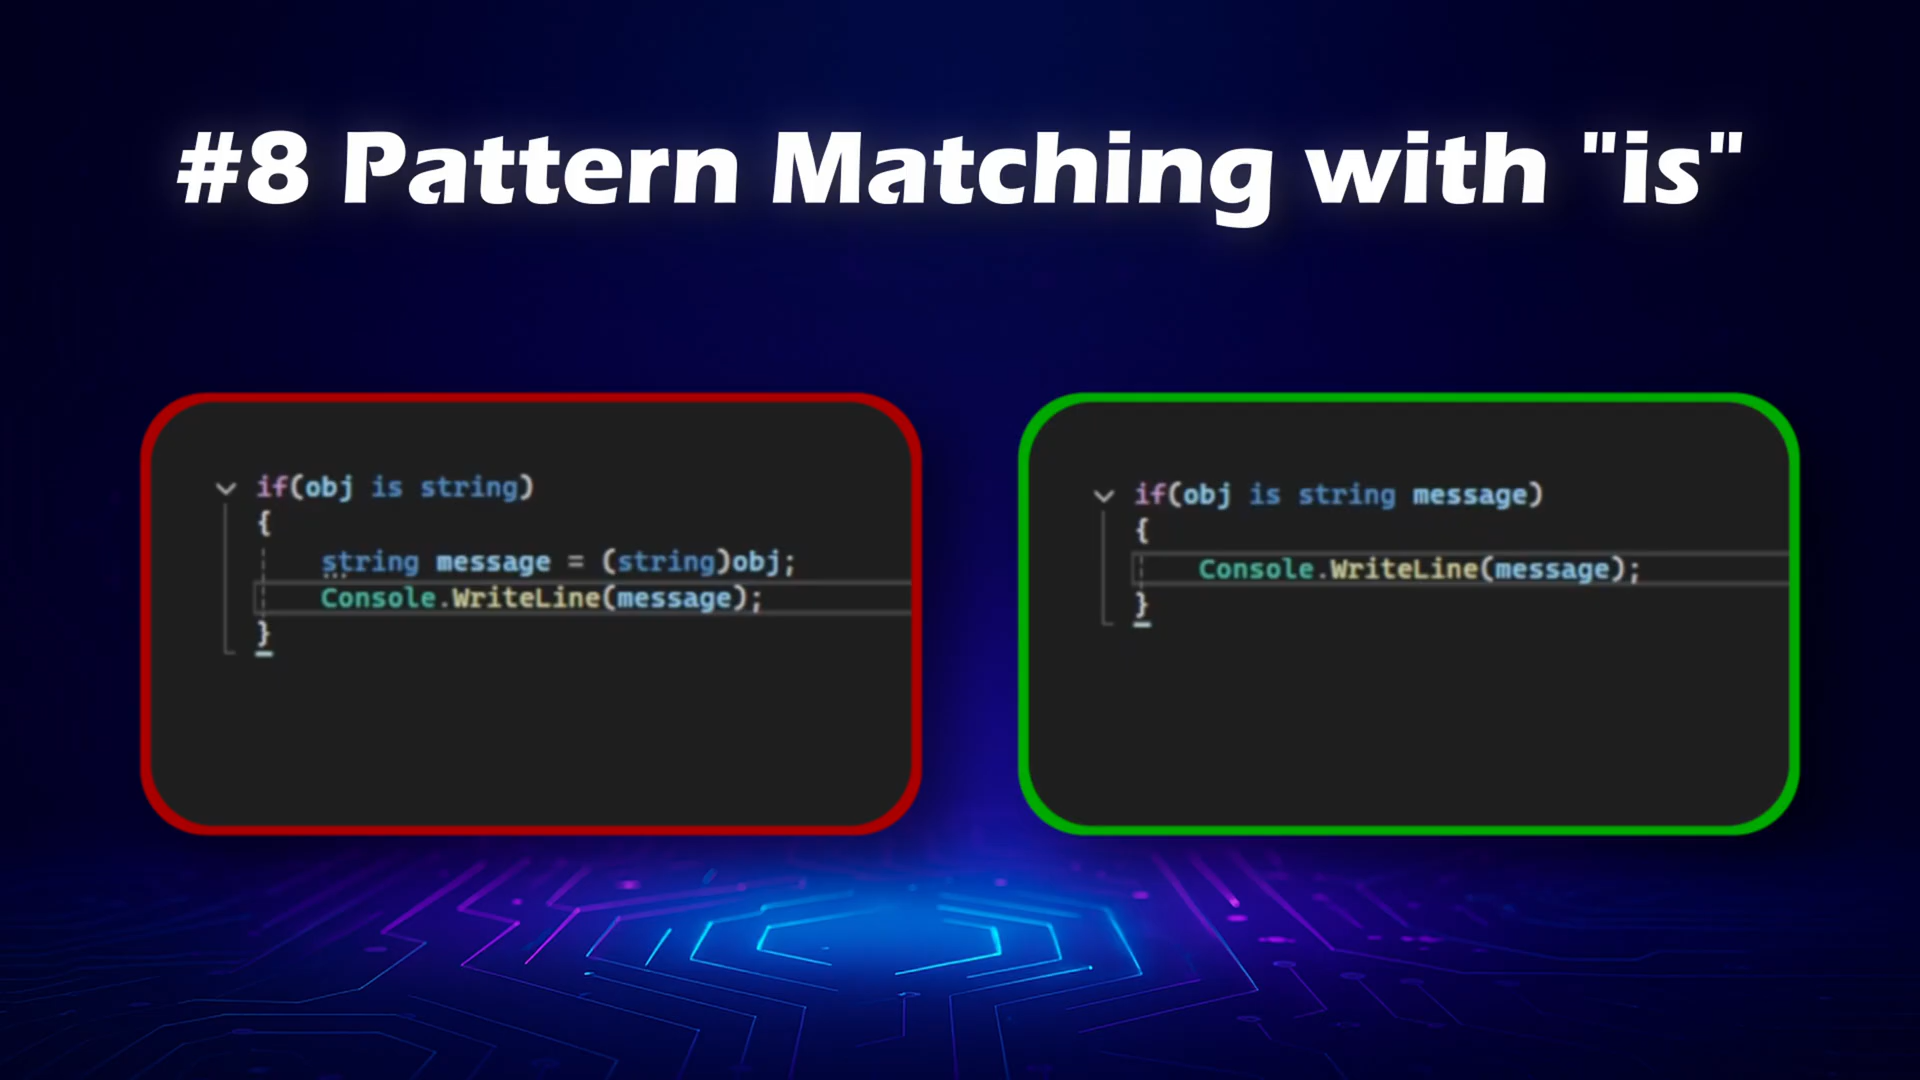 #8 Pattern Matching with "is"
if(obj is string)
{
string message = (string)obj;
Console.WriteLine(message);
}
if(obj is string message)
{
Console.WriteLine(message);
}